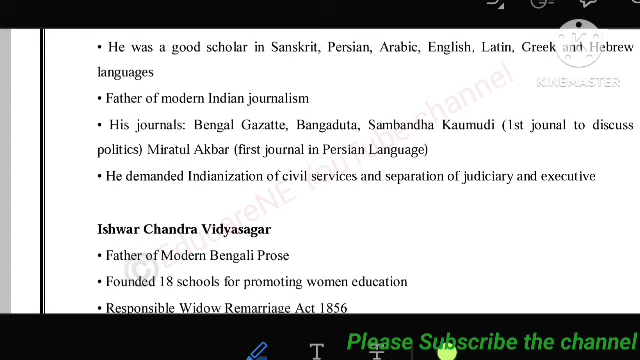 • He was a good scholar in Sanskrit, Persian, Arabic, English, Latin, Greek and Hebrew
languages
• Father of modern Indian journalism
• His journals: Bengal Gazatte, Bangaduta, Sambandha Kaumudi (1st jounal to discuss
politics) Miratul Akbar (first journal in Persian Language)
• He demanded Indianization of civil services and separation of judiciary and executive
Ishwar Chandra Vidyasagar
• Father of Modern Bengali Prose
• Founded 18 schools for promoting women education
• Responsible Widow Remarriage Act 1856
©EducareNE YouTube channel
KINEMASTER
Please Subscribe the channel